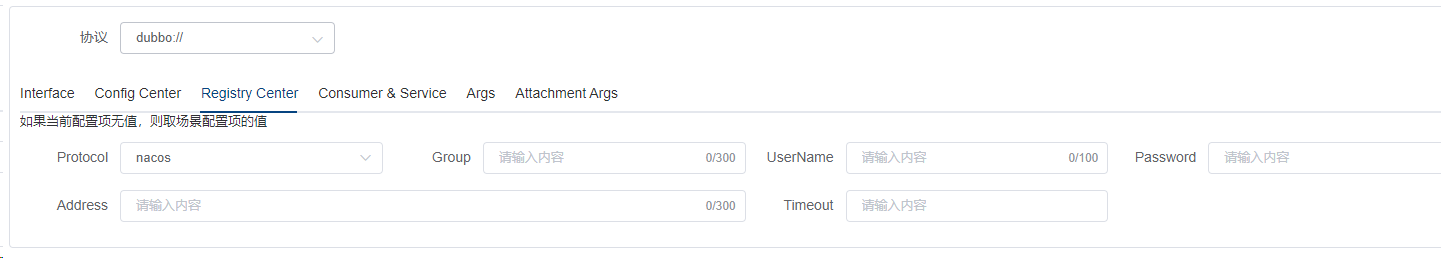 协议 dubbo://
Interface Config Center Registry Center Consumer & Service Args Attachment Args
如果当前配置项无值，则取场景配置项的值
Protocol nacos Group 请输入内容 0/300 UserName 请输入内容 0/100 Password 请输入内容
Address 请输入内容 0/300 Timeout 请输入内容